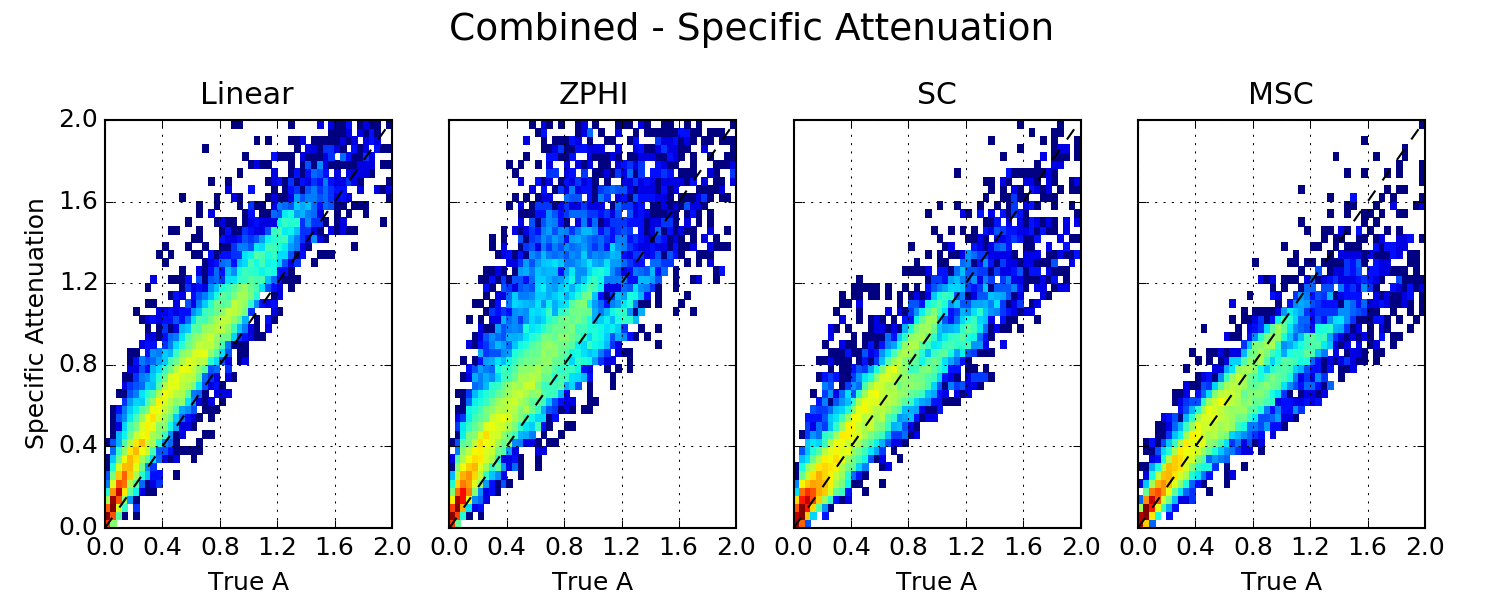 Combined - Specific Attenuation
Linear
ZPHI
SC
MSC
Specific Attenuation
2.0
1.6
1.2
0.8
0.4
0.0
0.0 0.4 0.8 1.2 1.6 2.0
0.0 0.4 0.8 1.2 1.6 2.0
0.0 0.4 0.8 1.2 1.6 2.0
0.0 0.4 0.8 1.2 1.6 2.0
True A
True A
True A
True A